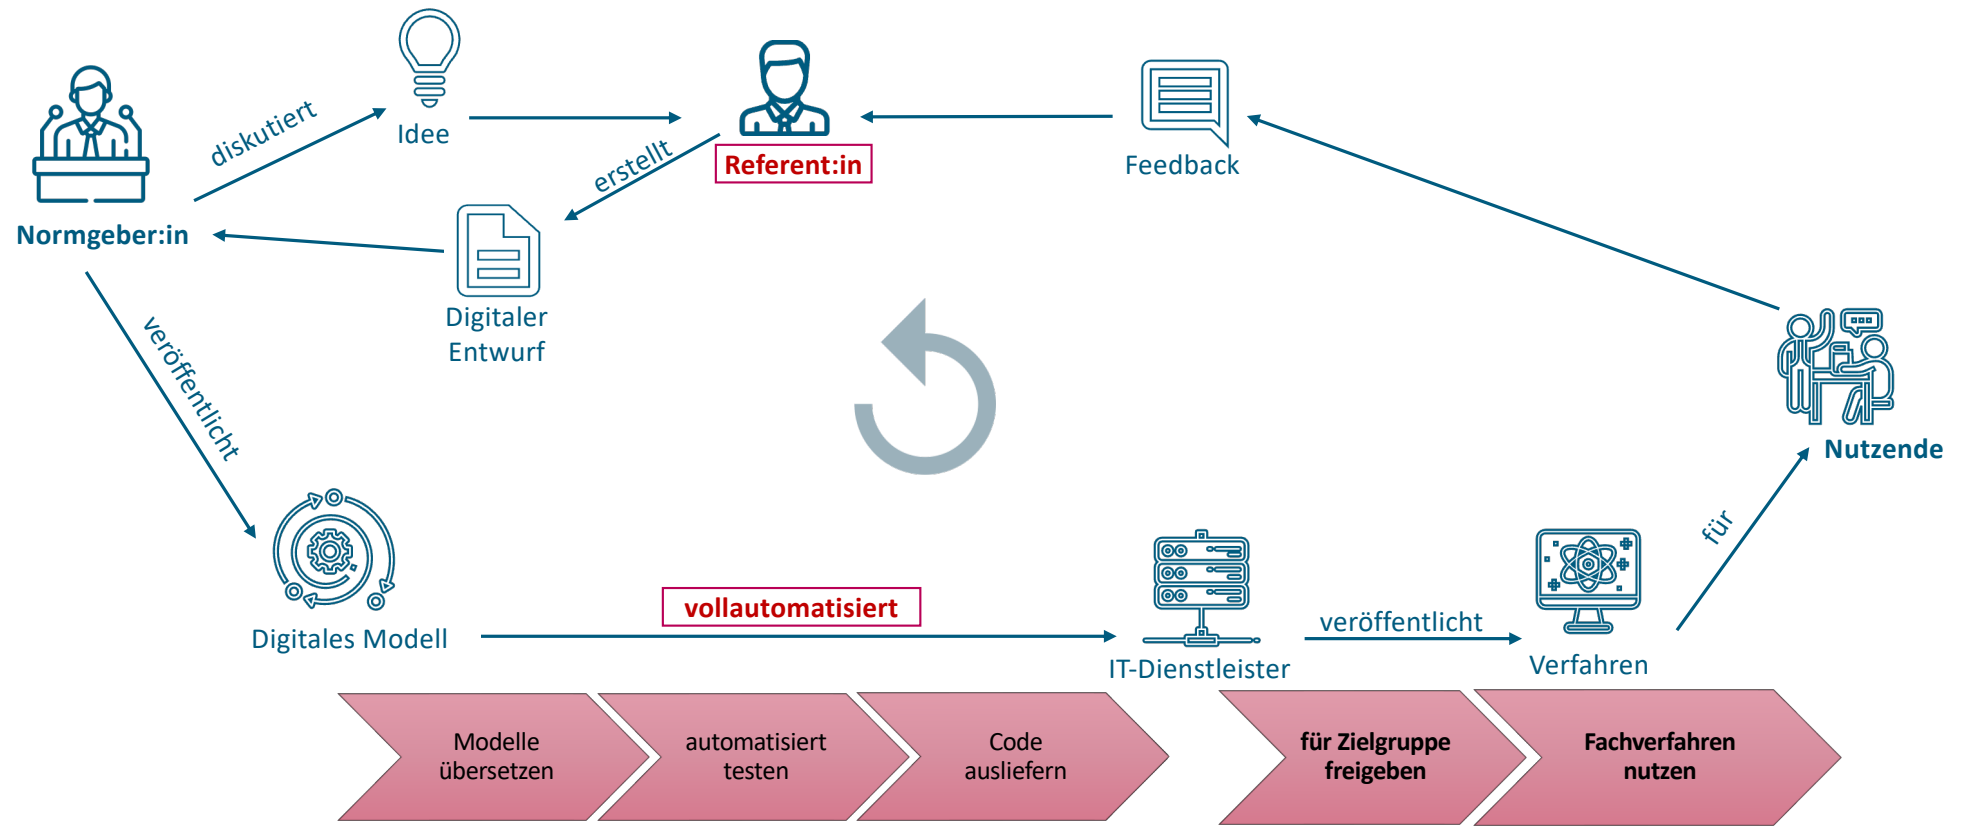 diskutiert
Idee
Referent:in
erstellt
Feedback
Normgeber:in
Digitaler
Entwurf
veröffentlicht
Nutzende
für
vollautomatisiert
veröffentlicht
Digitales Modell
IT-Dienstleister
Verfahren
Modelle
übersetzen
automatisiert
testen
Code
ausliefern
für Zielgruppe
freigeben
Fachverfahren
nutzen